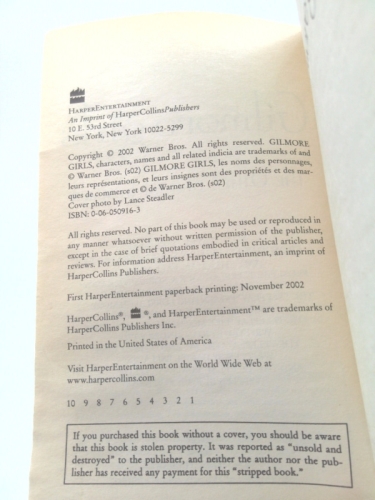 HARPERENTERTAINMENT
An Imprint of HarperCollinsPublishers
10 E. 53rd Street
New York, New York 10022-5299
Copyright © 2002 Warner Bros. All rights reserved. GILMORE
GIRLS, characters, names and all related indicia are trademarks of and
© Warner Bros. (s02) GILMORE GIRLS, les noms des personnages,
leurs représentations, et leurs insignes sont des propriétés et des mar-
ques de commerce et © de Warner Bros. (s02)
Cover photo by Lance Steadler
ISBN: 0-06-050916-3
All rights reserved. No part of this book may be used or reproduced in
any manner whatsoever without written permission of the publisher,
except in the case of brief quotations embodied in critical articles and
reviews. For information address HarperEntertainment, an imprint of
HarperCollins Publishers.
First HarperEntertainment paperback printing: November 2002
HarperCollins®, ®, and HarperEntertainment™ are trademarks of
HarperCollins Publishers Inc.
Printed in the United States of America
Visit HarperEntertainment on the World Wide Web at
www.harpercollins.com
10 9 8 7 6 5 4 3 2 1
If you purchased this book without a cover, you should be aware
that this book is stolen property. It was reported as "unsold and
destroyed" to the publisher, and neither the author nor the pub-
lisher has received any payment for this "stripped book."